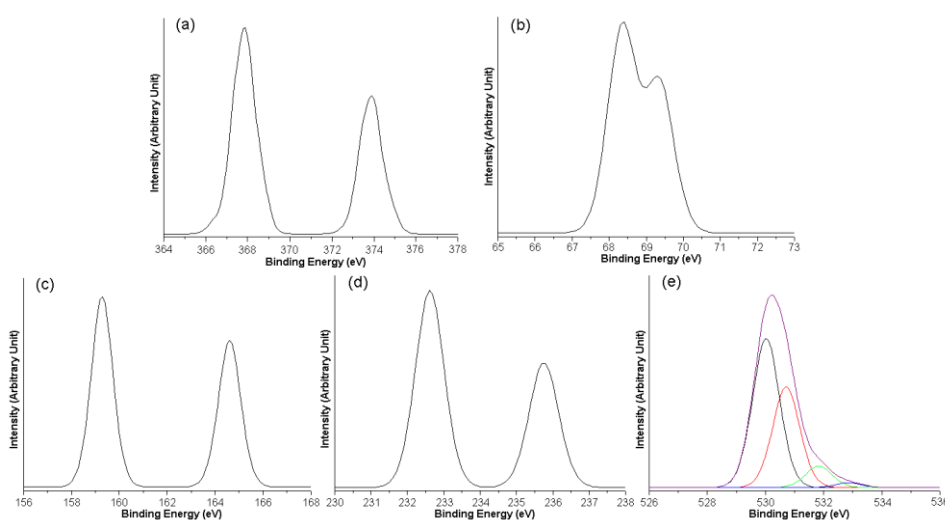 (a)
Intensity (Arbitrary Unit)
364 366 368 370 372 374 376 378
Binding Energy (eV)
(b)
Intensity (Arbitrary Unit)
65 66 67 68 69 70 71 72 73
Binding Energy (eV)
(c)
Intensity (Arbitrary Unit)
156 158 160 162 164 166 168
Binding Energy (eV)
(d)
Intensity (Arbitrary Unit)
230 231 232 233 234 235 236 237 238
Binding Energy (eV)
(e)
Intensity (Arbitrary Unit)
526 528 530 532 534 536
Binding Energy (eV)